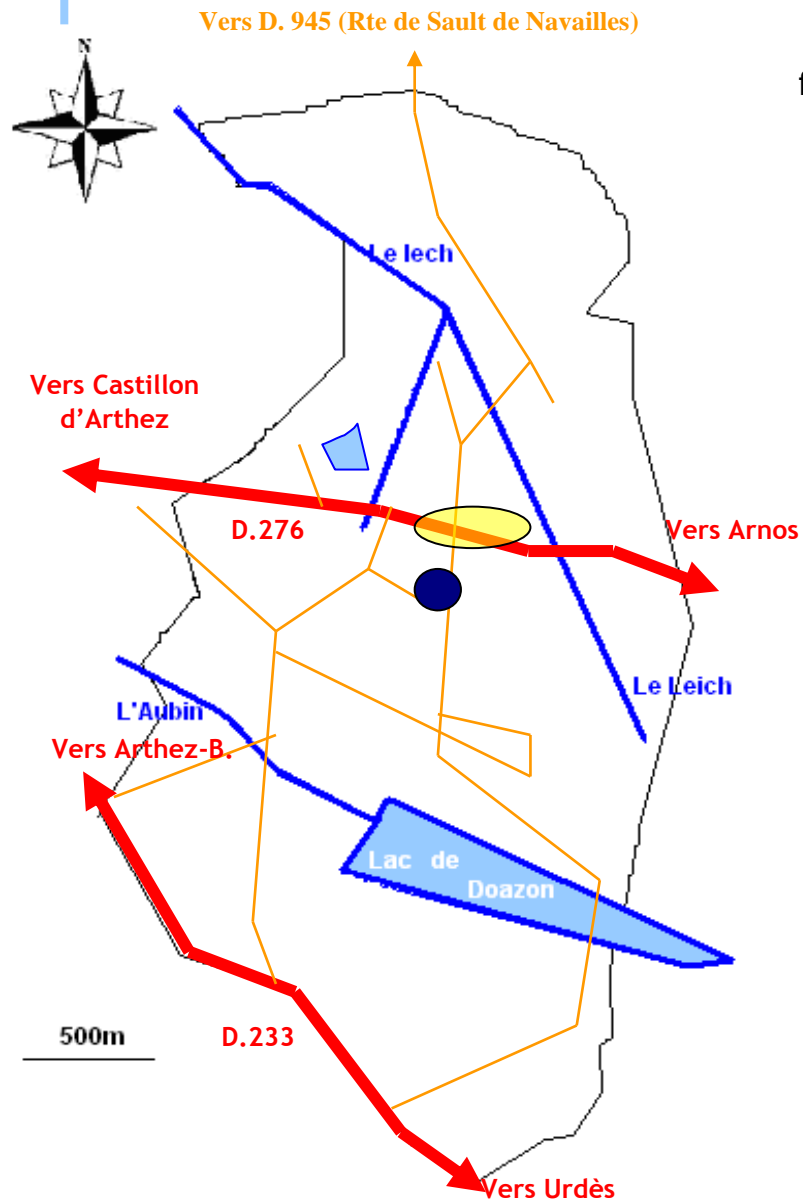 Vers D. 945 (Rte de Sault de Navailles)
N
f
Le lech
Vers Castillon
d'Arthez
D.276
Vers Arnos
Le Leich
L'Aubin
Vers Arthez-B.
Lac de
Doazon
500m
D.233
Vers Urdès